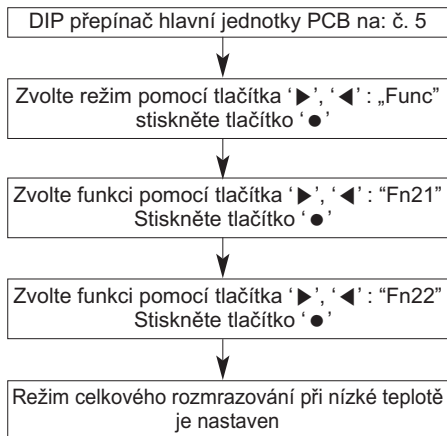 DIP přepínač hlavní jednotky PCB na: č. 5
Zvolte režim pomocí tlačítka ‘▶’, ‘◀’ : „Func”
stiskněte tlačítko ‘●’
Zvolte funkci pomocí tlačítka ‘▶’, ‘◀’ : “Fn21”
Stiskněte tlačítko ‘●’
Zvolte funkci pomocí tlačítka ‘▶’, ‘◀’ : “Fn22”
Stiskněte tlačítko ‘●’
Režim celkového rozmrazování při nízké teplotě
je nastaven